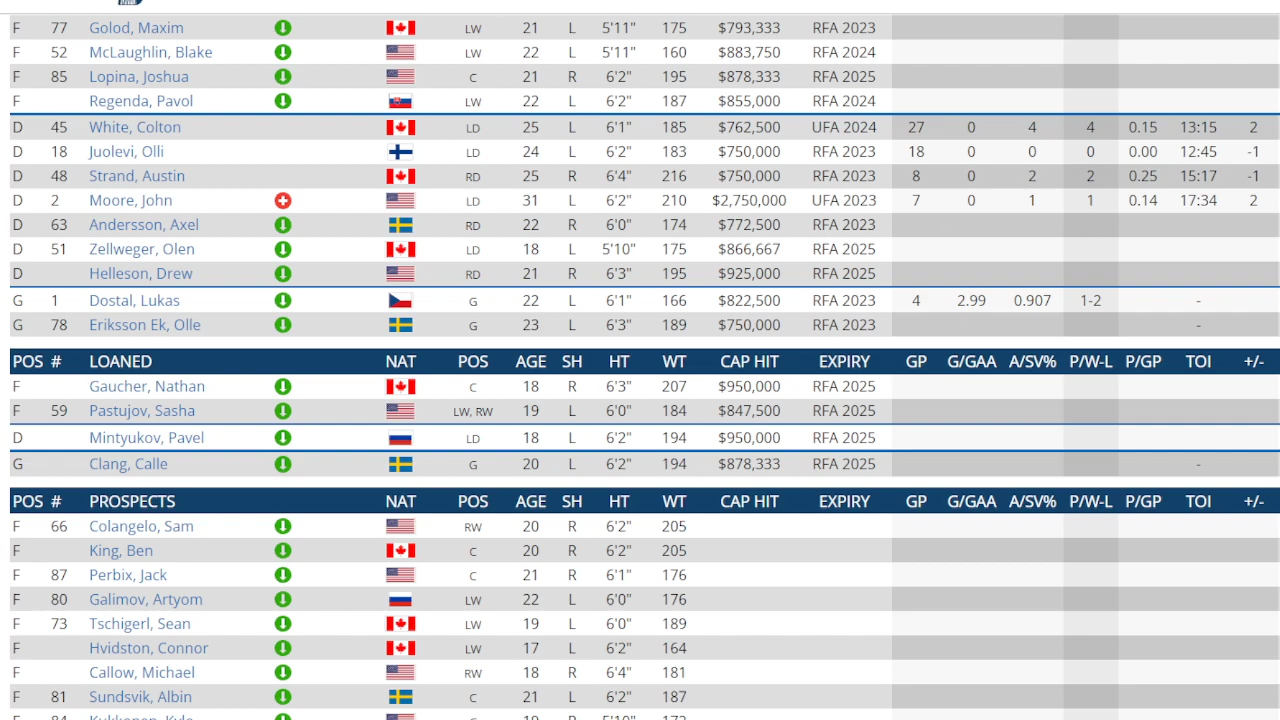 F 77 Golod, Maxim LW 21 L 5'11" 175 $793,333 RFA 2023
F 52 McLaughlin, Blake LW 22 L 5'11" 160 $883,750 RFA 2024
F 85 Lopina, Joshua C 21 L 6'2" 195 $878,333 RFA 2025
F Regenda, Pavol LW 22 L 6'2" 187 $855,000 RFA 2024
D 45 White, Colton LD 25 L 6'1" 185 $762,500 UFA 2024 27 0 4 4 0.15 13:15 2
D 18 Juolevi, Olli LD 24 L 6'2" 183 $750,000 RFA 2023 18 0 0 0 0.00 12:45 -1
D 48 Strand, Austin RD 25 R 6'4" 216 $750,000 RFA 2023 8 0 2 2 0.25 15:17 -1
D 2 Moore, John LD 31 L 6'2" 210 $2,750,000 UFA 2023 7 0 1 1 0.14 17:34 2
D 63 Andersson, Axel RD 22 R 6'0" 174 $772,500 RFA 2023
D 51 Zellweger, Olen LD 18 L 5'10" 175 $866,667 RFA 2025
D Helleson, Drew RD 21 R 6'3" 195 $925,000 RFA 2025
G 1 Dostal, Lukas G 22 L 6'1" 166 $822,500 RFA 2023 4 2.99 0.907 1-2 -
G 78 Eriksson Ek, Olle G 23 L 6'3" 189 $750,000 RFA 2023 -
POS # LOANED NAT POS AGE SH HT WT CAP HIT EXPIRY GP G/GAA A/SV% P/W-L P/GP TOI +/-
F Gaucher, Nathan C 18 R 6'3" 207 $950,000 RFA 2025
F 59 Pastujov, Sasha LW, RW 19 L 6'0" 184 $847,500 RFA 2025
D Mintyukov, Pavel LD 18 L 6'2" 194 $950,000 RFA 2025
G Clang, Calle G 20 L 6'2" 194 $878,333 RFA 2025 -
POS # PROSPECTS NAT POS AGE SH HT WT CAP HIT EXPIRY GP G/GAA A/SV% P/W-L P/GP TOI +/-
F 66 Colangelo, Sam RW 20 R 6'2" 205
F King, Ben C 20 R 6'2" 205
F 87 Perbix, Jack C 21 R 6'1" 176
F 80 Galimov, Artyom LW 22 L 6'0" 176
F 73 Tschigerl, Sean LW 19 L 6'0" 189
F Hvidston, Connor LW 17 L 6'2" 164
F Callow, Michael RW 18 R 6'4" 181
F 81 Sundsvik, Albin C 21 L 6'2" 187